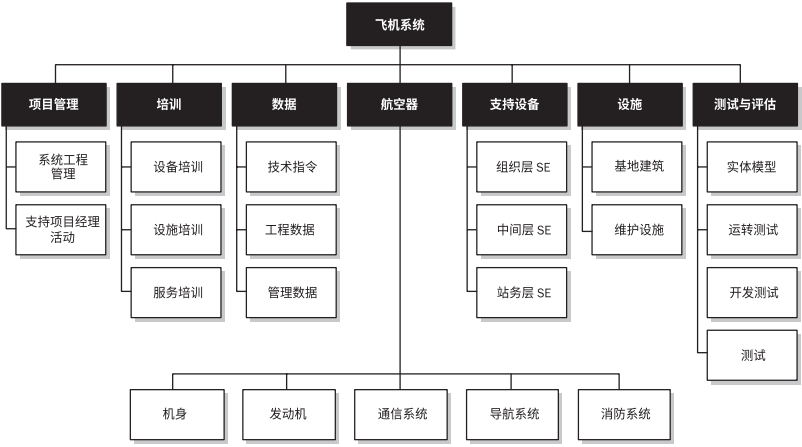 飞机系统
项目管理
培训
数据
航空器
支持设备
设施
测试与评估
系统工程
管理
支持项目经理
活动
设备培训
设施培训
服务培训
技术指令
工程数据
管理数据
组织层 SE
中间层 SE
站务层 SE
基地建筑
维护设施
实体模型
运转测试
开发测试
测试
机身
发动机
通信系统
导航系统
消防系统